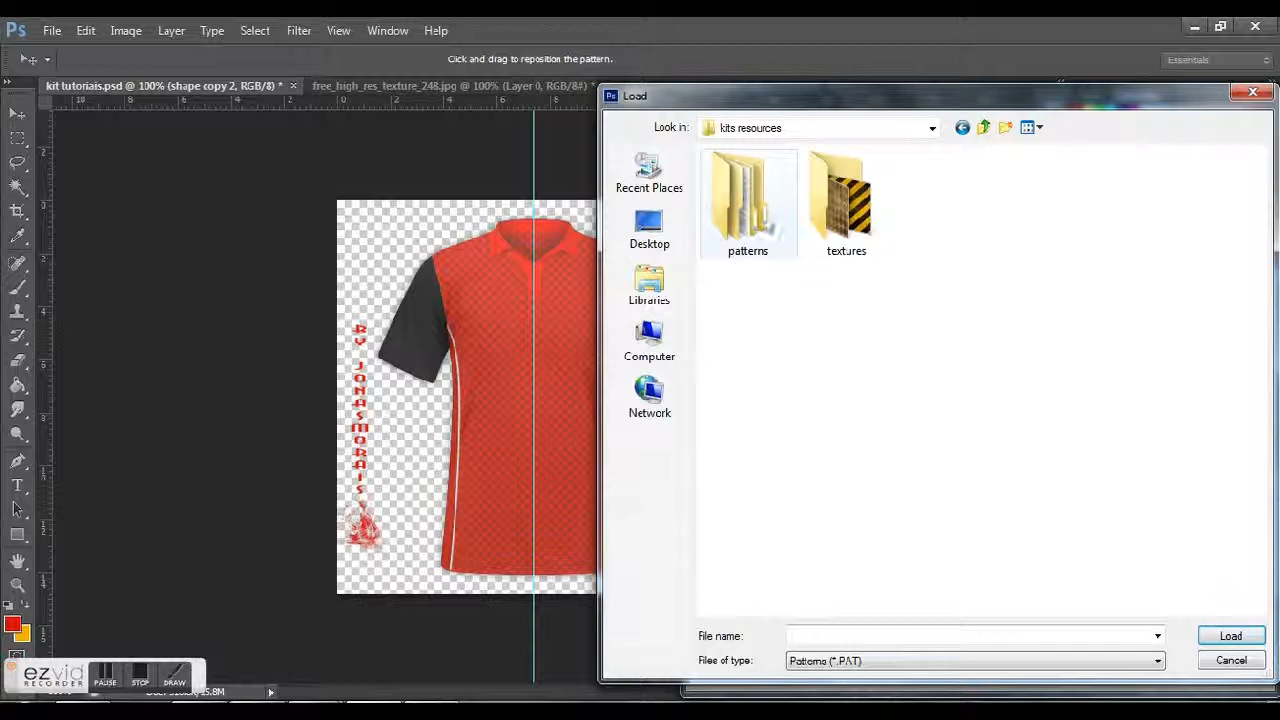 Ps File Edit Image Layer Type Select Filter View Window Help
Click and drag to reposition the pattern.
Essentials
kit tutoriais.psd @ 100% (shape copy 2, RGB/8) *
free_high_res_texture_248.jpg @ 100% (Layer 0, RGB/8#) *
Load
Look in: kits resources
Recent Places
Desktop
Libraries
Computer
Network
patterns
textures
By JONASMORAIS
File name:
Load
Files of type: Patterns (*.PAT)
Cancel
ezvid
RECORDER
PAUSE
STOP
DRAW